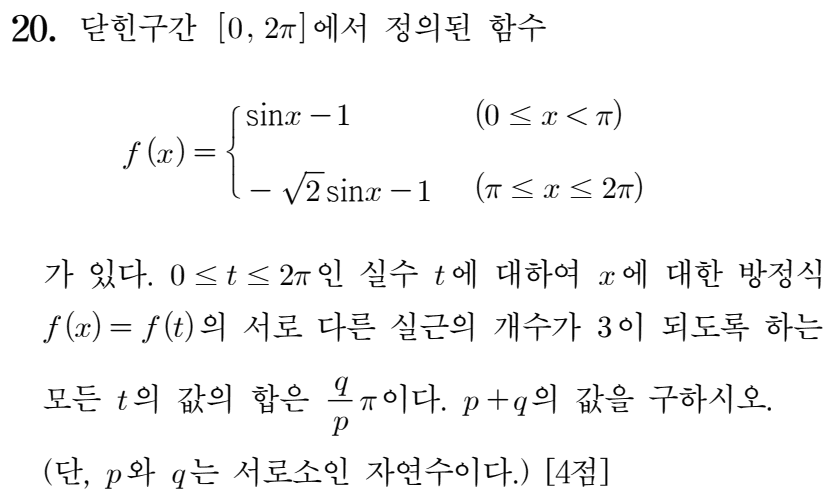 20. 닫힌구간 [0, 2π]에서 정의된 함수
f(x) = { sinx − 1 (0 ≤ x < π)
− √2 sinx − 1 (π ≤ x ≤ 2π)
가 있다. 0 ≤ t ≤ 2π인 실수 t에 대하여 x에 대한 방정식
f(x) = f(t)의 서로 다른 실근의 개수가 3이 되도록 하는
모든 t의 값의 합은 q/p π이다. p+q의 값을 구하시오.
(단, p와 q는 서로소인 자연수이다.) [4점]